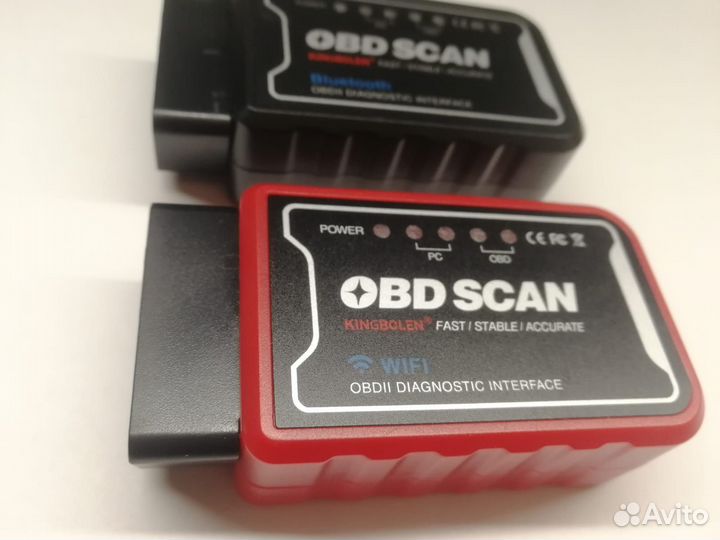 OBD SCAN
KINGBOLEN® FAST / STABLE / ACCURATE
Bluetooth
OBDII DIAGNOSTIC INTERFACE
POWER
PC
OBD
CE FC
OBD SCAN
KINGBOLEN® FAST / STABLE / ACCURATE
WIFI
OBDII DIAGNOSTIC INTERFACE
Avito